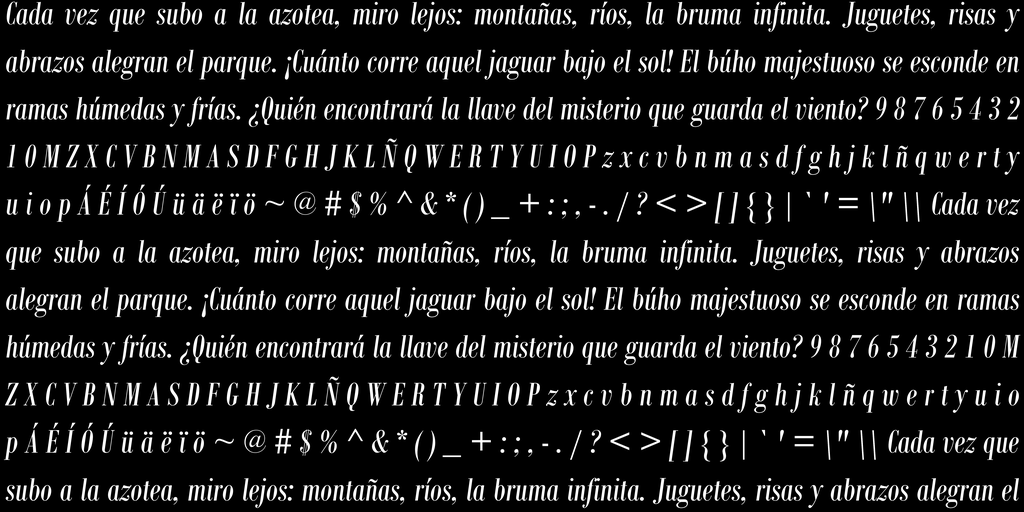 Cada vez que subo a la azotea, miro lejos: montañas, ríos, la bruma infinita. Juguetes, risas y
abrazos alegran el parque. ¡Cuánto corre aquel jaguar bajo el sol! El búho majestuoso se esconde en
ramas húmedas y frías. ¿Quién encontrará la llave del misterio que guarda el viento? 9 8 7 6 5 4 3 2
1 0 M Z X C V B N M A S D F G H J K L Ñ Q W E R T Y U I O P z x c v b n m a s d f g h j k l ñ q w e r t y
u i o p Á É Í Ó Ú ü ä ë ï ö ~ @ # $ % ^ & * ( ) _ + : ; , - . / ? < > [ ] { } | ` ' = \ " \ \ Cada vez
que subo a la azotea, miro lejos: montañas, ríos, la bruma infinita. Juguetes, risas y abrazos
alegran el parque. ¡Cuánto corre aquel jaguar bajo el sol! El búho majestuoso se esconde en ramas
húmedas y frías. ¿Quién encontrará la llave del misterio que guarda el viento? 9 8 7 6 5 4 3 2 1 0 M
Z X C V B N M A S D F G H J K L Ñ Q W E R T Y U I O P z x c v b n m a s d f g h j k l ñ q w e r t y u i o
p Á É Í Ó Ú ü ä ë ï ö ~ @ # $ % ^ & * ( ) _ + : ; , - . / ? < > [ ] { } | ` ' = \ " \ \ Cada vez que
subo a la azotea, miro lejos: montañas, ríos, la bruma infinita. Juguetes, risas y abrazos alegran el